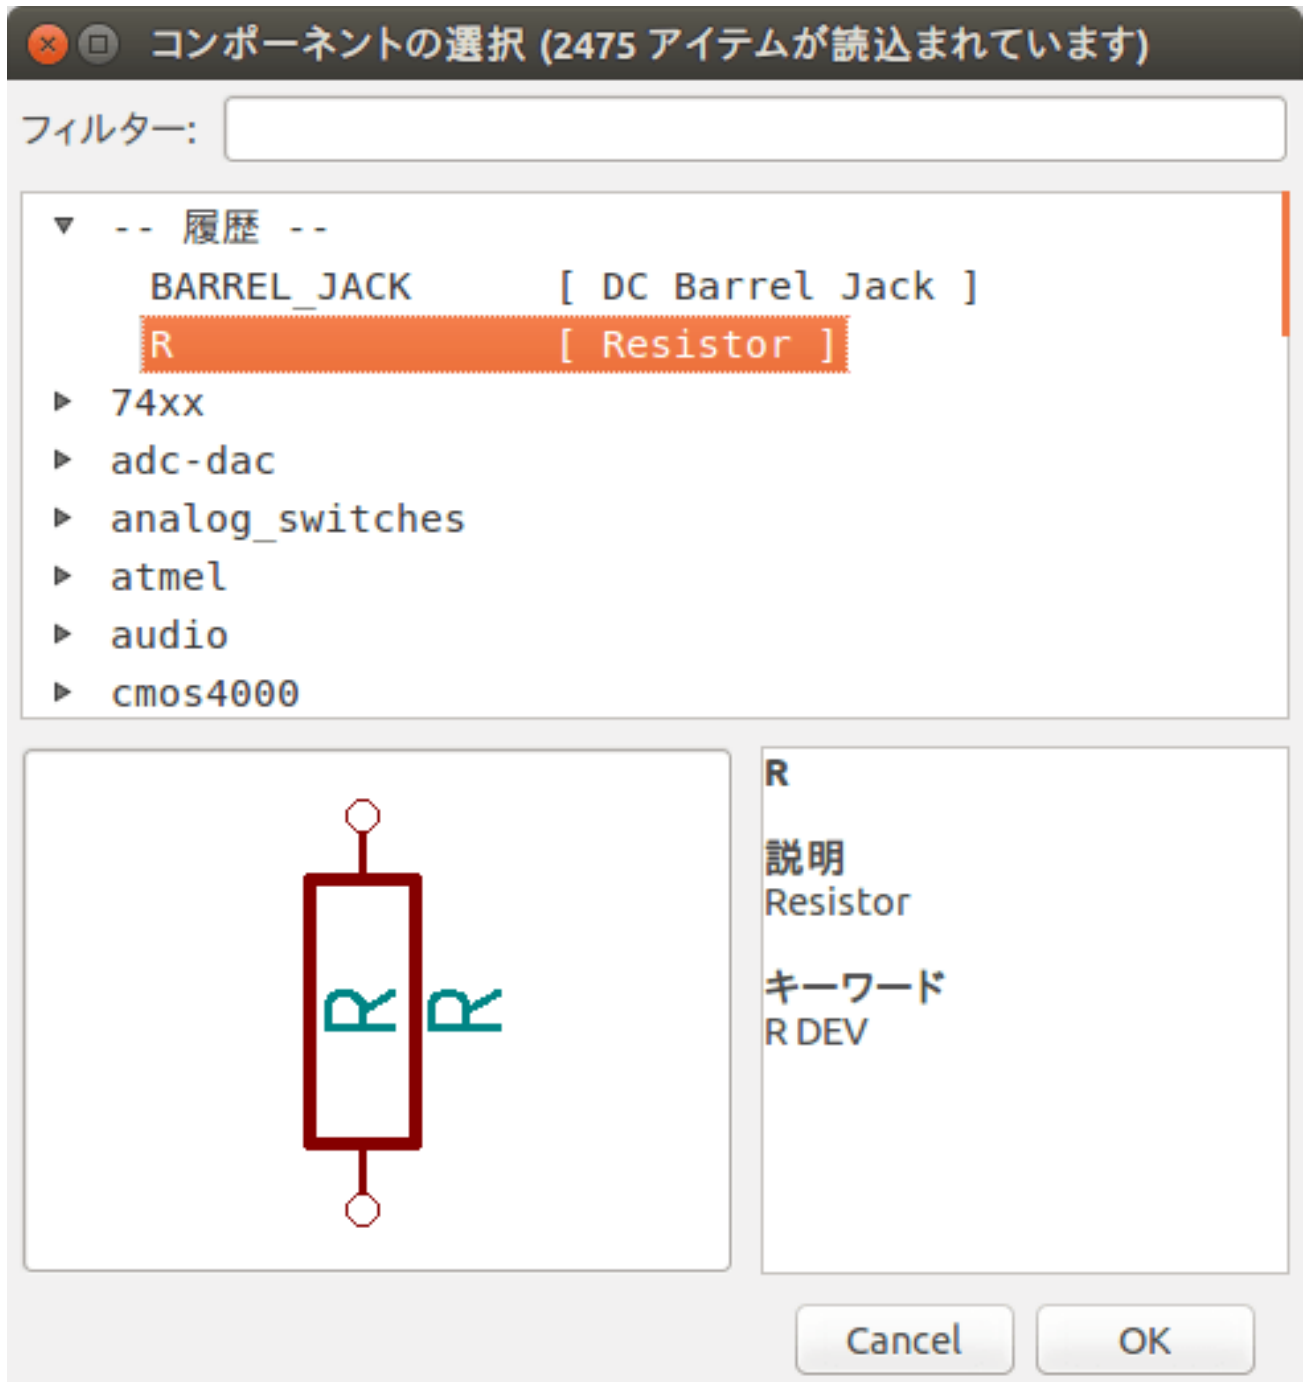 コンポーネントの選択 (2475 アイテムが読込まれています)
フィルター:
-- 履歴 --
BARREL_JACK [ DC Barrel Jack ]
R [ Resistor ]
74xx
adc-dac
analog_switches
atmel
audio
cmos4000
R R
R
説明
Resistor
キーワード
R DEV
Cancel OK